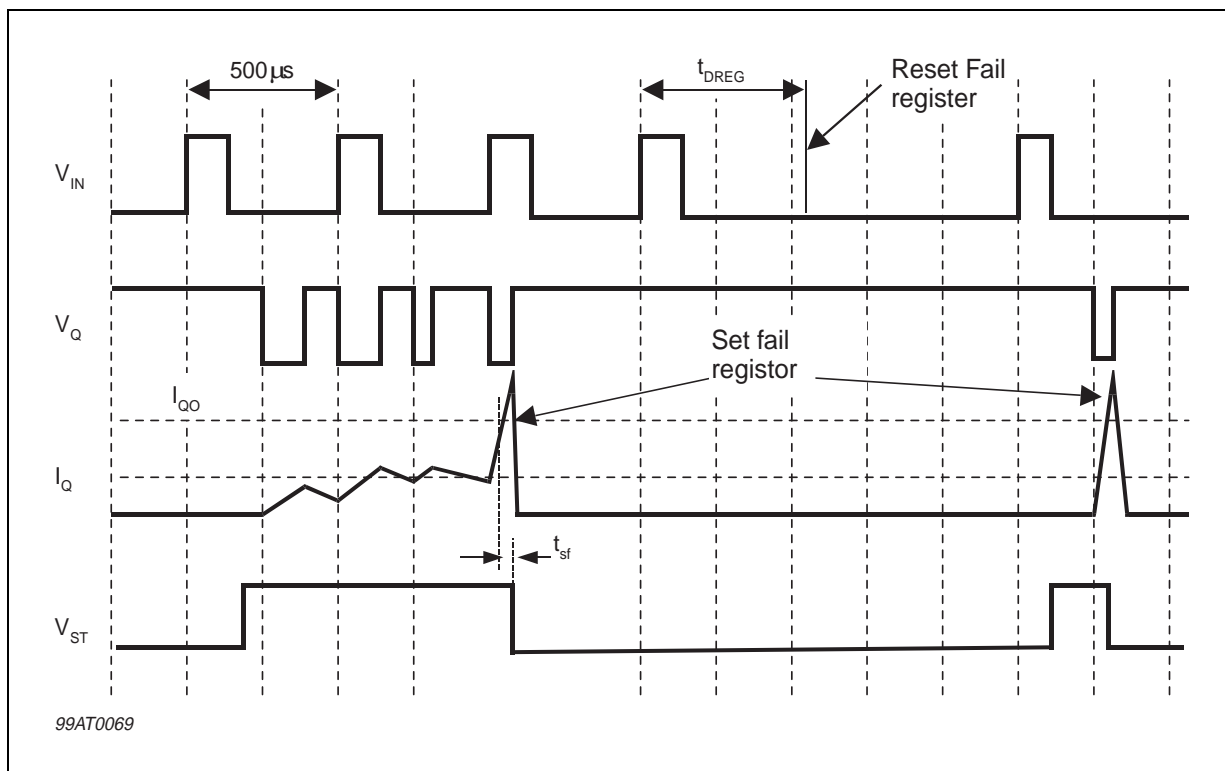 500µs
tDREG
Reset Fail
register
VIN
VQ
Set fail
registor
IQO
IQ
tsf
VST
99AT0069